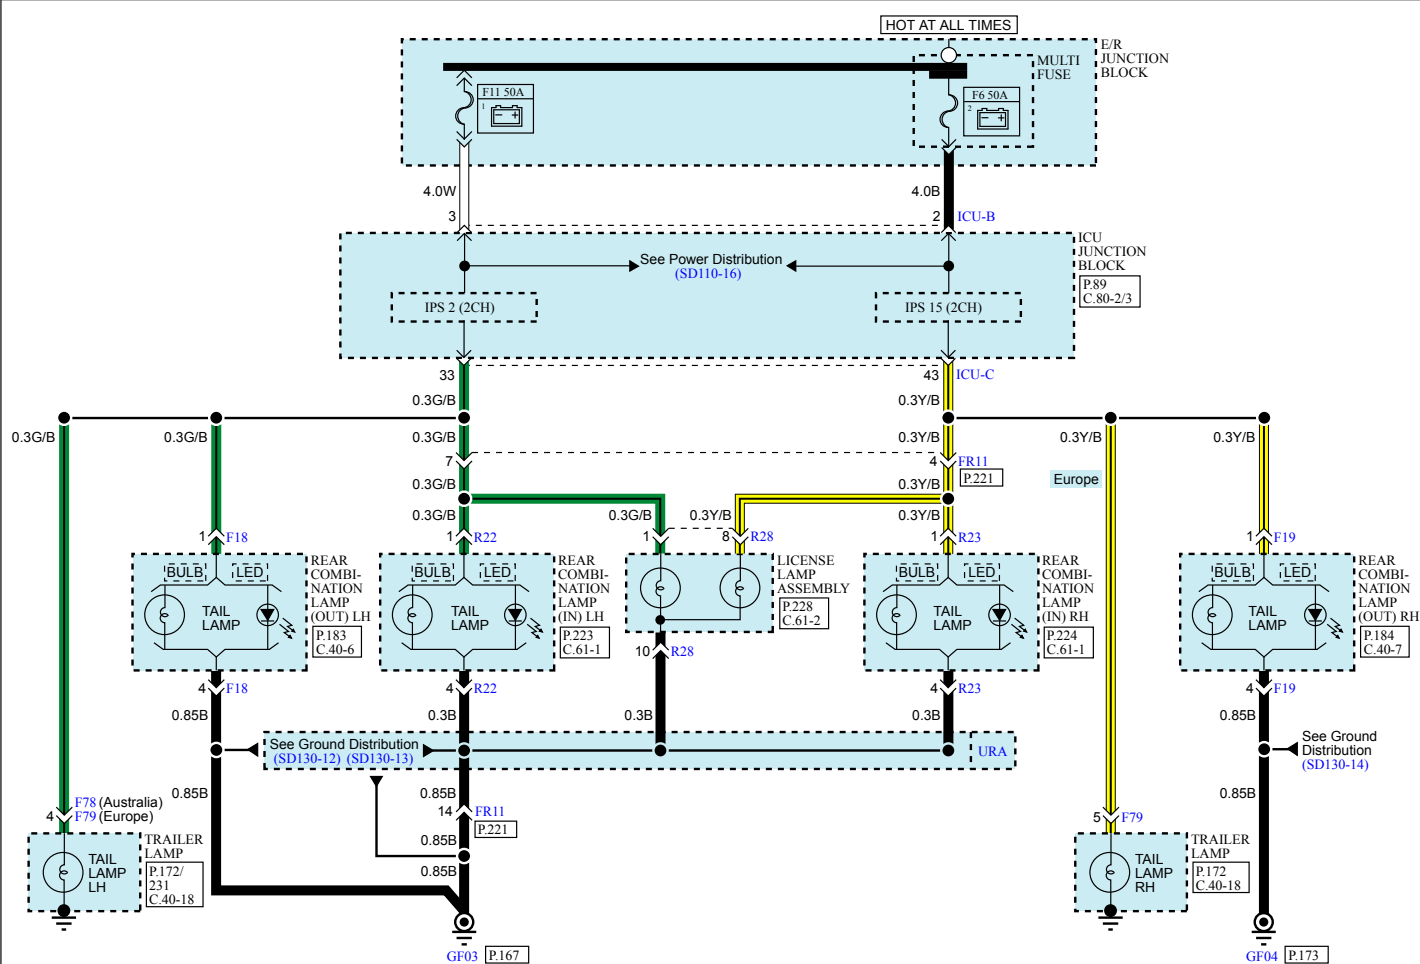 HOT AT ALL TIMES
E/R
JUNCTION
BLOCK
MULTI
FUSE
F11 50A
1
F6 50A
2
4.0W
4.0B
3
2
ICU-B
See Power Distribution
(SD110-16)
ICU
JUNCTION
BLOCK
P.89
C.80-2/3
IPS 2 (2CH)
IPS 15 (2CH)
33
43
ICU-C
0.3G/B
0.3Y/B
0.3G/B
0.3G/B
0.3G/B
0.3Y/B
0.3Y/B
0.3Y/B
7
4
FR11
P.221
0.3G/B
0.3Y/B
Europe
0.3G/B
0.3G/B
0.3Y/B
0.3Y/B
1
F18
1
R22
1
8
R28
1
R23
1
F19
BULB
LED
TAIL
LAMP
REAR
COMBI-
NATION
LAMP
(OUT) LH
P.183
C.40-6
BULB
LED
TAIL
LAMP
REAR
COMBI-
NATION
LAMP
(IN) LH
P.223
C.61-1
LICENSE
LAMP
ASSEMBLY
P.228
C.61-2
BULB
LED
TAIL
LAMP
REAR
COMBI-
NATION
LAMP
(IN) RH
P.224
C.61-1
BULB
LED
TAIL
LAMP
REAR
COMBI-
NATION
LAMP
(OUT) RH
P.184
C.40-7
10
R28
4
F18
4
R22
4
R23
4
F19
0.85B
0.3B
0.3B
0.3B
0.85B
See Ground Distribution
(SD130-12) (SD130-13)
URA
See Ground
Distribution
(SD130-14)
0.85B
0.85B
0.85B
14
FR11
P.221
0.85B
0.85B
4
F78 (Australia)
F79 (Europe)
TRAILER
LAMP
P.172/
231
C.40-18
TAIL
LAMP
LH
5
F79
TRAILER
LAMP
P.172
C.40-18
TAIL
LAMP
RH
GF03
P.167
GF04
P.173